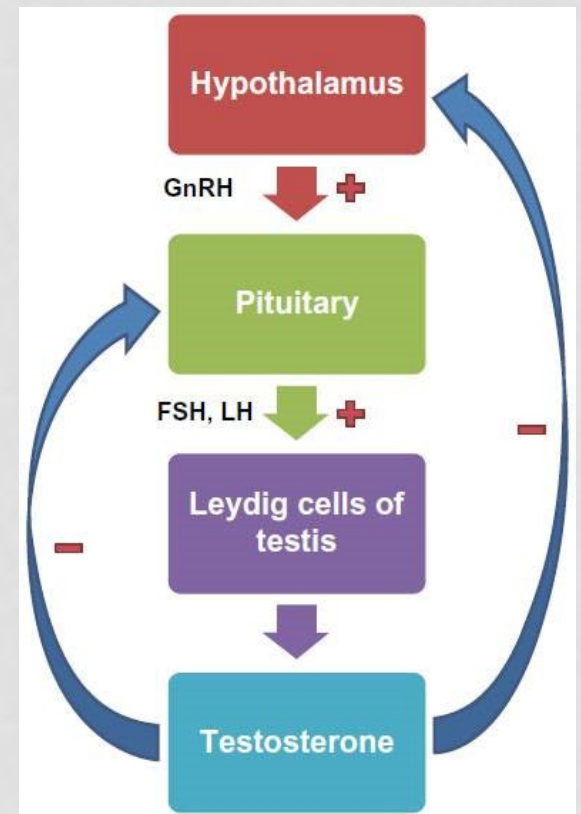 Hypothalamus
GnRH
Pituitary
FSH, LH
Leydig cells of
testis
Testosterone